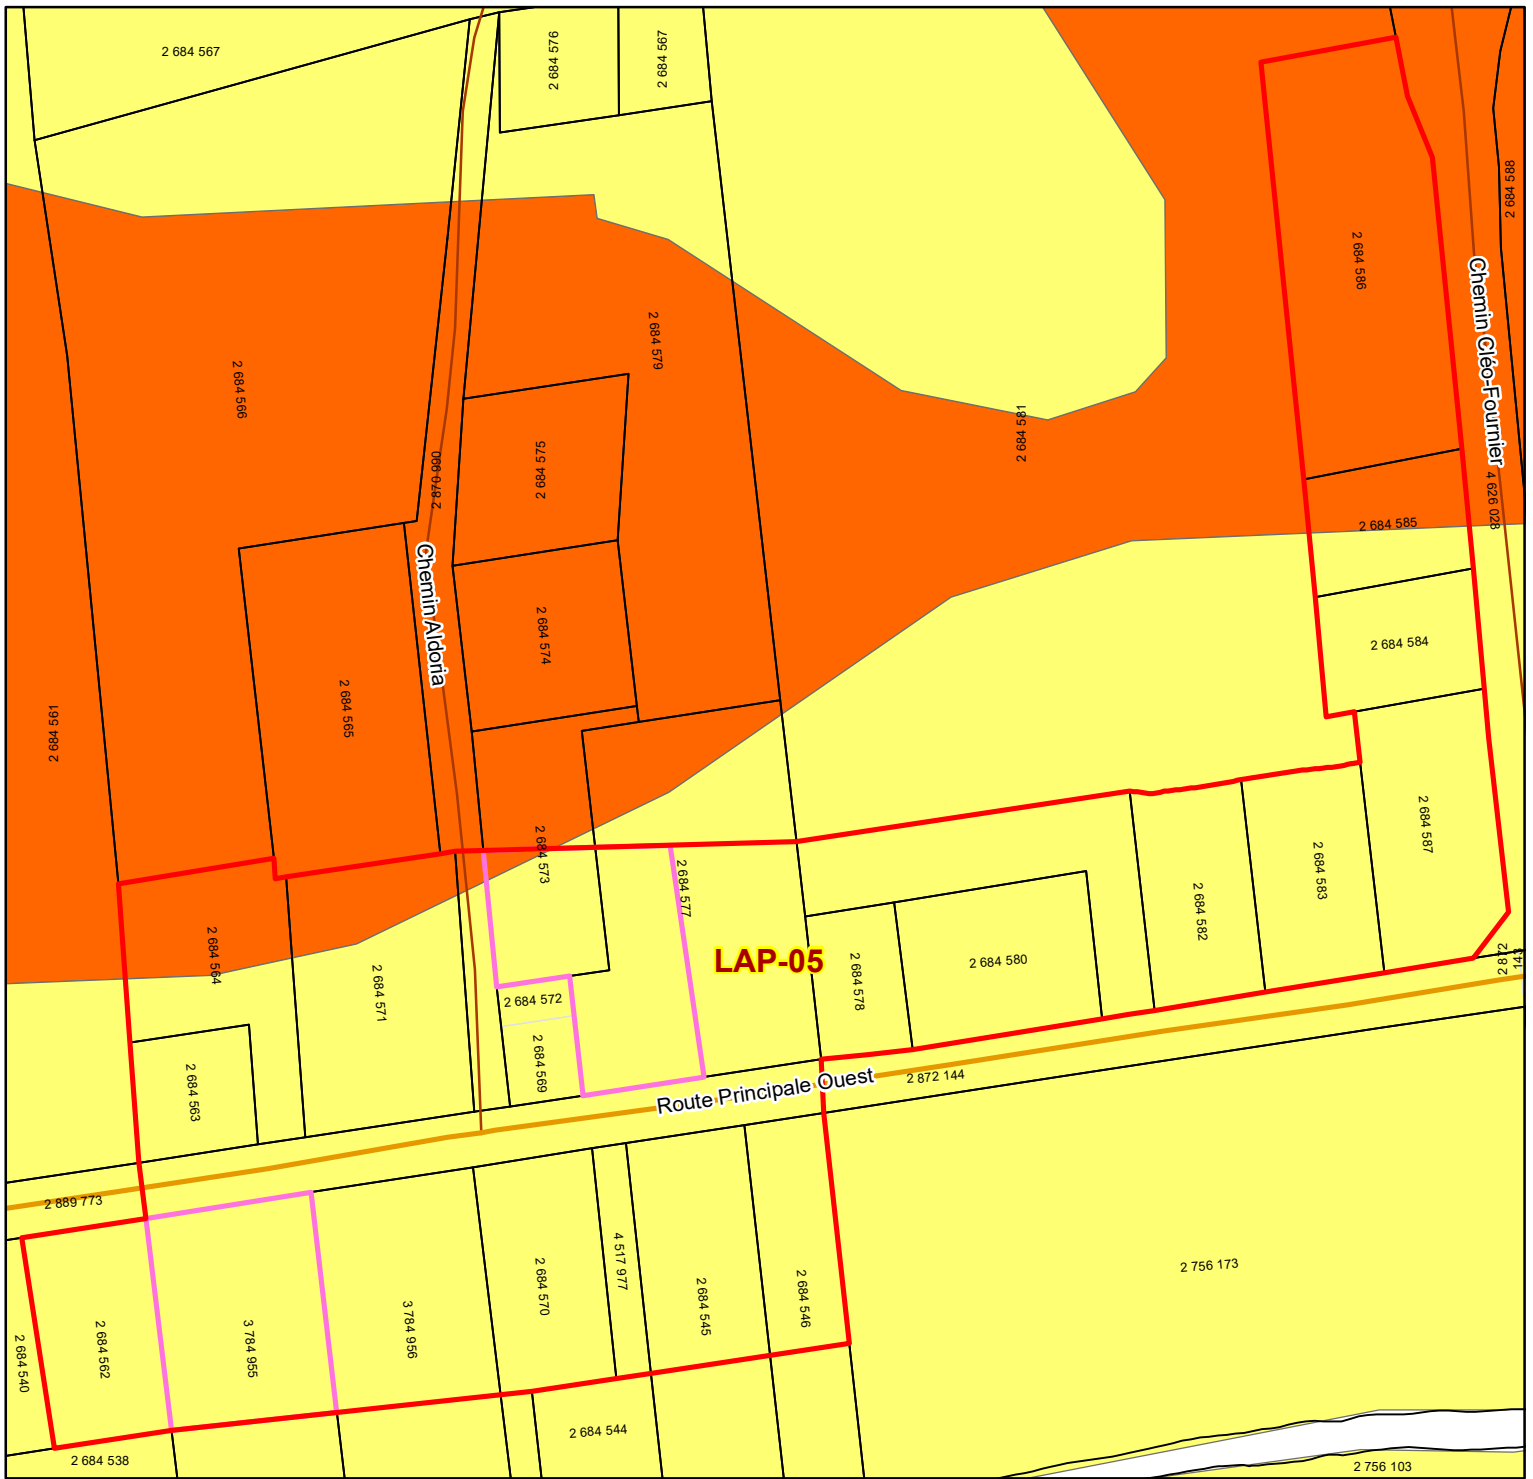 2 684 567
2 684 576
2 684 567
2 684 588
2 684 586
Chemin Cléo-Fournier
2 684 579
2 684 566
2 684 581
2 870 990
2 684 575
4 626 028
2 684 585
Chemin Aldoria
2 684 574
2 684 584
2 684 565
2 684 561
2 684 573
2 684 577
2 684 587
2 684 583
2 684 582
2 684 564
LAP-05
2 684 580
2 684 578
2 872
143
2 684 571
2 684 572
2 684 569
2 684 563
Route Principale Ouest
2 872 144
2 889 773
4 517 977
2 756 173
2 684 570
2 684 546
2 684 545
3 784 956
3 784 955
2 684 562
2 684 540
2 684 544
2 684 538
2 756 103